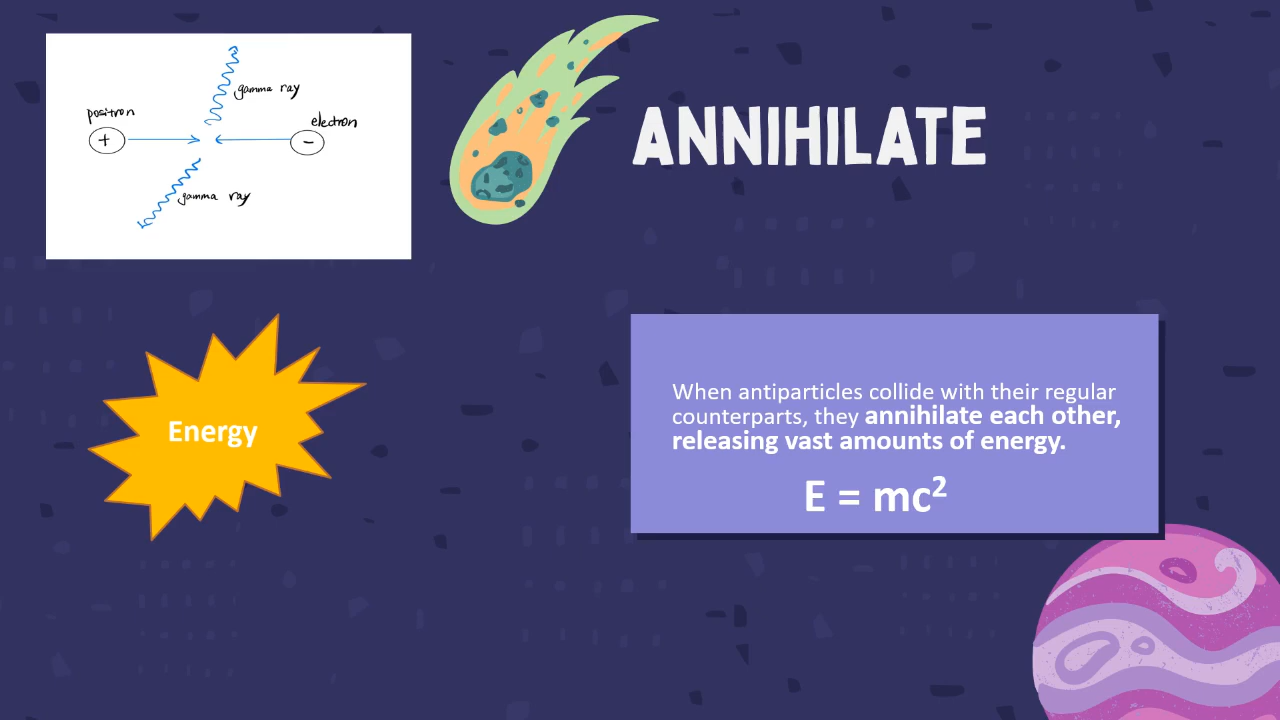 gamma ray
positron
electron
+
-
gamma ray
ANNIHILATE
Energy
When antiparticles collide with their regular
counterparts, they annihilate each other,
releasing vast amounts of energy.
E = mc²